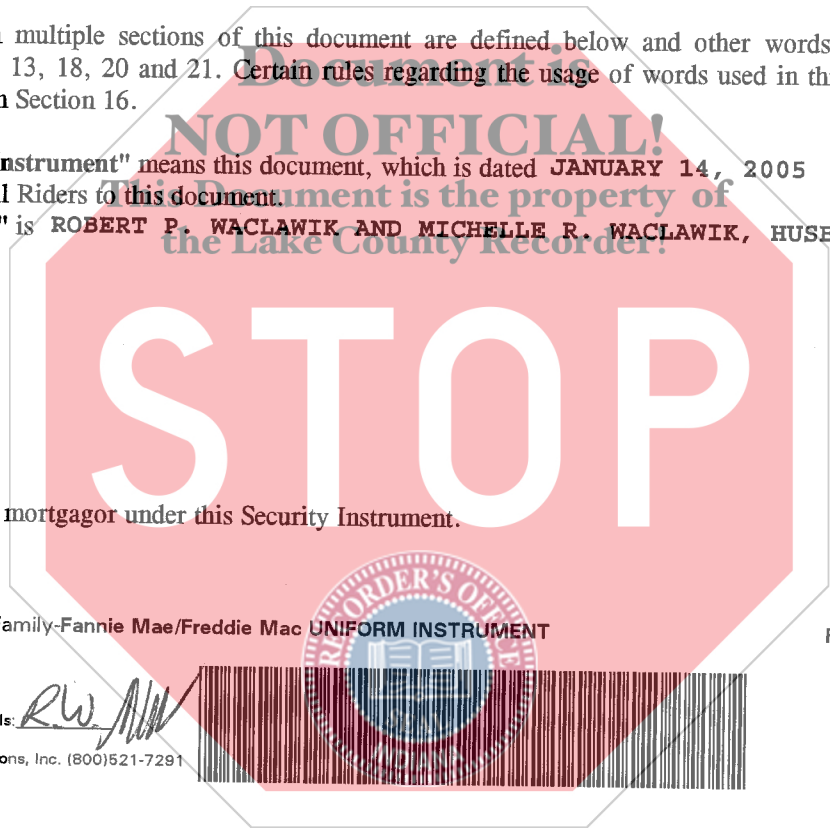 multiple sections of this document are defined below and other words
Document is
13, 18, 20 and 21. Certain rules regarding the usage of words used in
Section 16.
NOT OFFICIAL!
nstrument" means this document, which is dated JANUARY 14, 2005
l Riders to this document.
This Document is the property of
" is ROBERT P. WACLAWIK AND MICHELLE R. WACLAWIK, HUSB
the Lake County Recorder!
STOP
mortgagor under this Security Instrument.
RECORDER'S OFFICE
amily-Fannie Mae/Freddie Mac UNIFORM INSTRUMENT
ls: R.W.
SEAL
INDIANA
ons, Inc. (800)521-7291